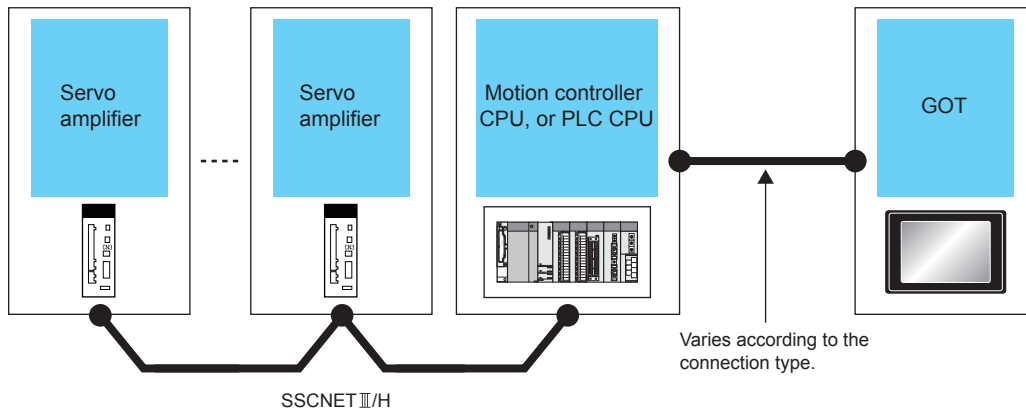 Servo
amplifier
Servo
amplifier
Motion controller
CPU, or PLC CPU
GOT
Varies according to the
connection type.
SSCNETⅢ/H